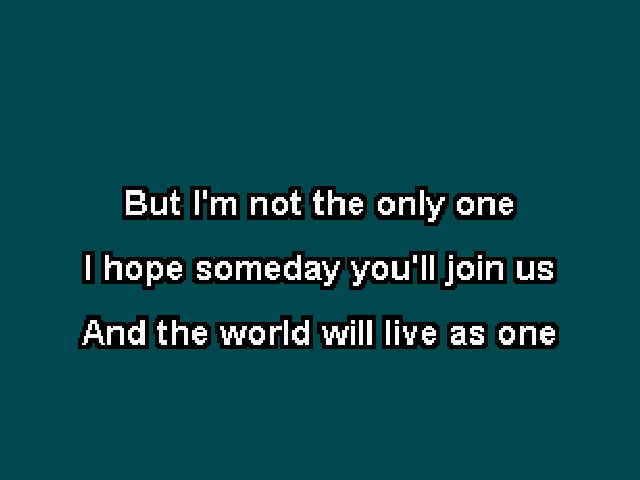 But I'm not the only one
I hope someday you'll join us
And the world will live as one